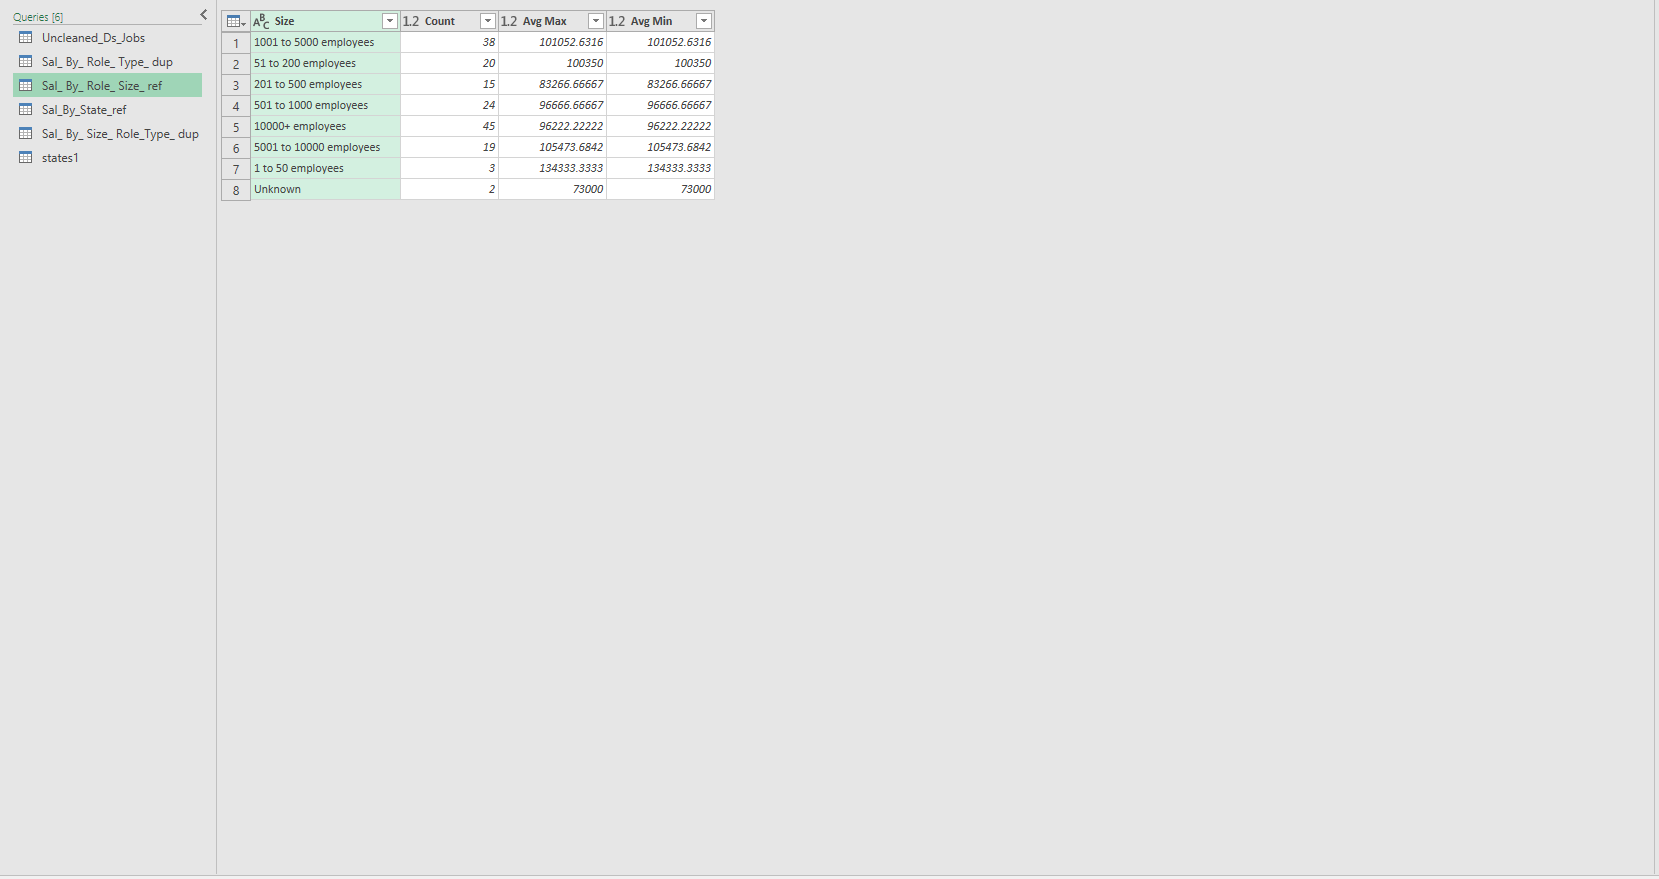 Queries [6]
Uncleaned_Ds_Jobs
Sal_ By_ Role_ Type_ dup
Sal_ By_ Role_ Size_ ref
Sal_By_State_ref
Sal_ By_ Size_ Role_Type_ dup
states1
ABC Size 1.2 Count 1.2 Avg Max 1.2 Avg Min
1 1001 to 5000 employees 38 101052.6316 101052.6316
2 51 to 200 employees 20 100350 100350
3 201 to 500 employees 15 83266.66667 83266.66667
4 501 to 1000 employees 24 96666.66667 96666.66667
5 10000+ employees 45 96222.22222 96222.22222
6 5001 to 10000 employees 19 105473.6842 105473.6842
7 1 to 50 employees 3 134333.3333 134333.3333
8 Unknown 2 73000 73000